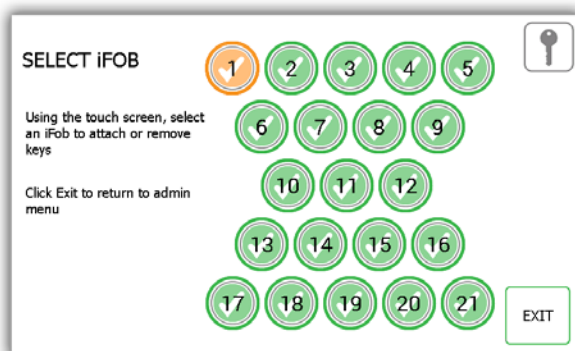 SELECT iFOB
1 2 3 4 5
Using the touch screen, select
an iFob to attach or remove
keys
6 7 8 9
Click Exit to return to admin
menu
10 11 12
13 14 15 16
17 18 19 20 21
EXIT